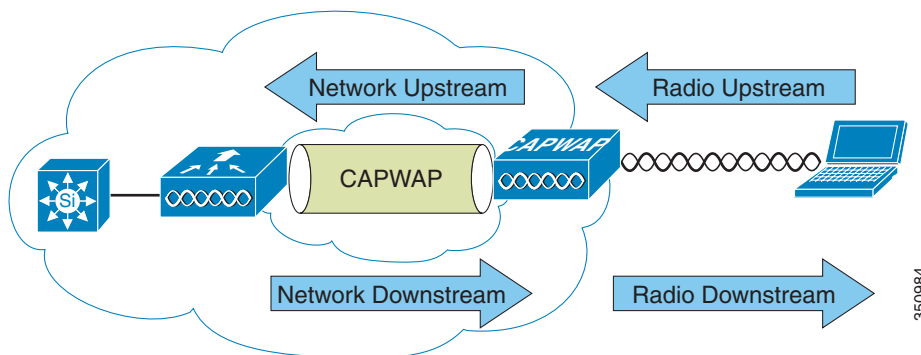 Network Upstream
Radio Upstream
CAPWAP
Si
CAPWAP
Network Downstream
Radio Downstream
350984